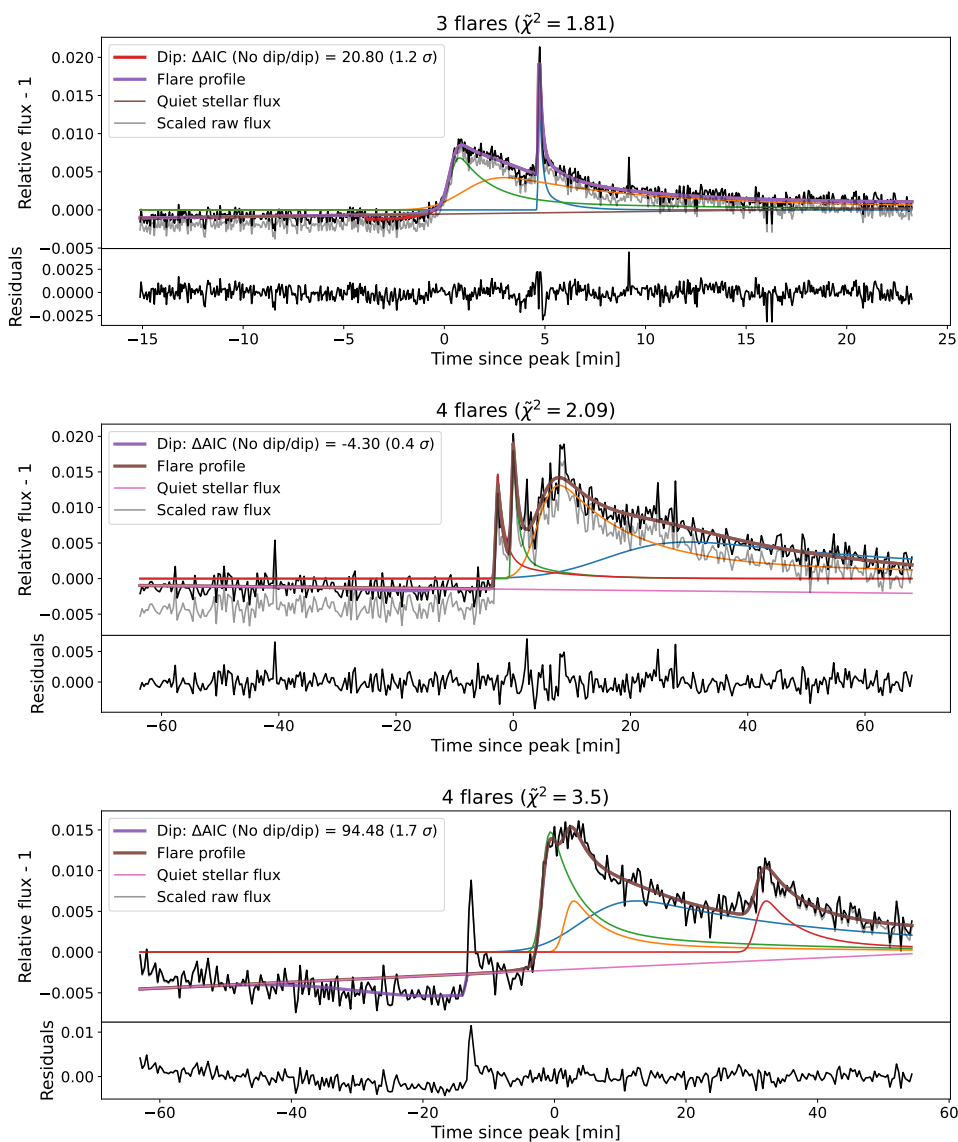 3 flares (χ̃² = 1.81)
Dip: ΔAIC (No dip/dip) = 20.80 (1.2 σ)
Flare profile
Quiet stellar flux
Scaled raw flux
Relative flux - 1
0.020
0.015
0.010
0.005
0.000
−0.005
Residuals
0.0025
0.0000
−0.0025
−15 −10 −5 0 5 10 15 20 25
Time since peak [min]
4 flares (χ̃² = 2.09)
Dip: ΔAIC (No dip/dip) = -4.30 (0.4 σ)
Flare profile
Quiet stellar flux
Scaled raw flux
Relative flux - 1
0.020
0.015
0.010
0.005
0.000
−0.005
Residuals
0.005
0.000
−60 −40 −20 0 20 40 60
Time since peak [min]
4 flares (χ̃² = 3.5)
Dip: ΔAIC (No dip/dip) = 94.48 (1.7 σ)
Flare profile
Quiet stellar flux
Scaled raw flux
Relative flux - 1
0.015
0.010
0.005
0.000
−0.005
Residuals
0.01
0.00
−60 −40 −20 0 20 40 60
Time since peak [min]